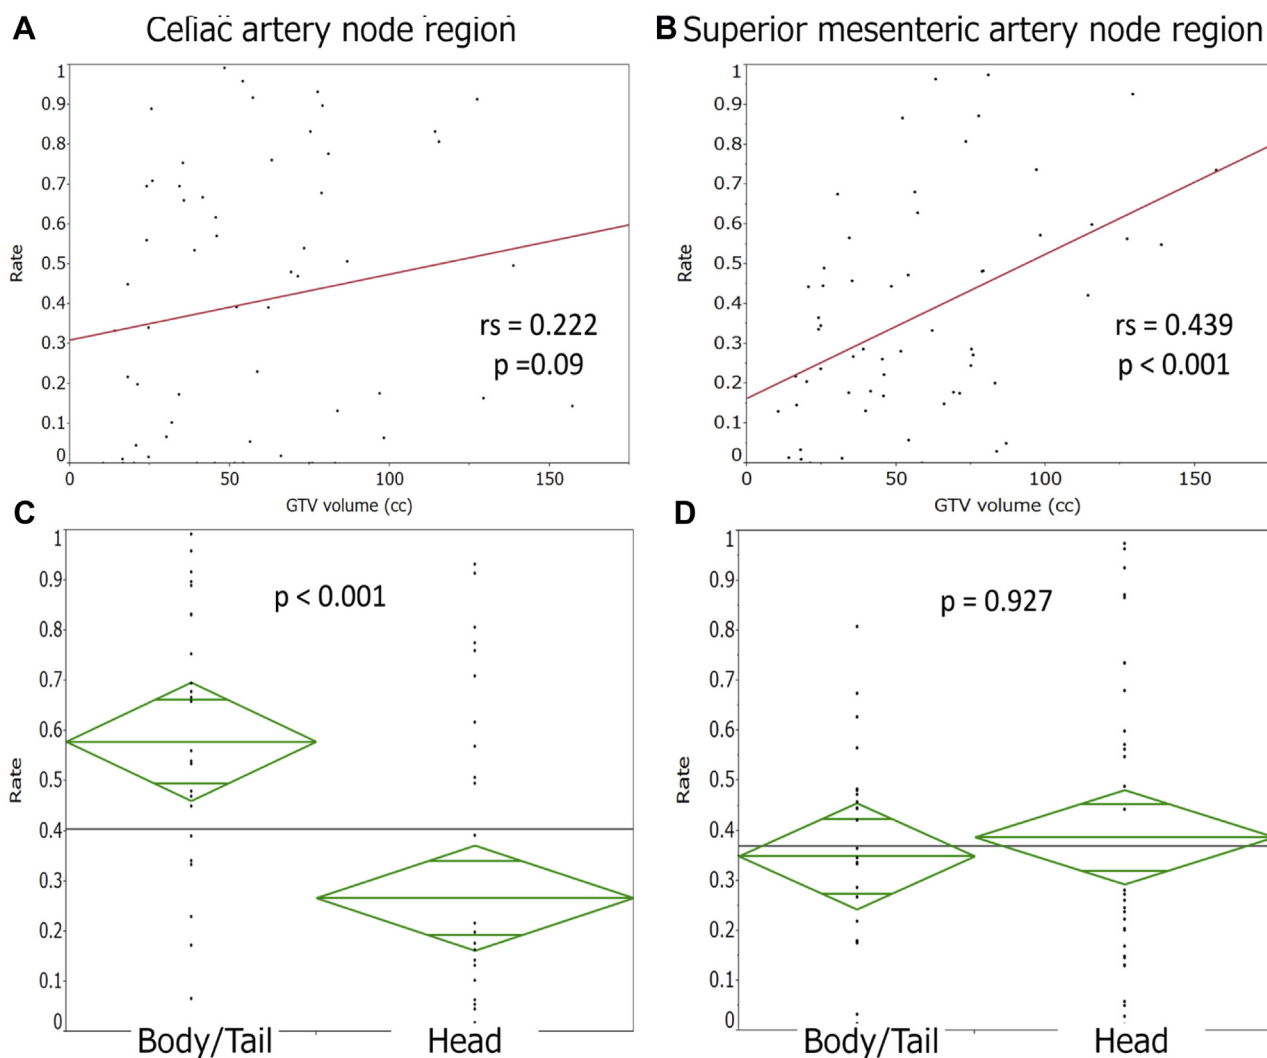 A Celiac artery node region
B Superior mesenteric artery node region
1
0.9
0.8
0.7
0.6
0.5
0.4
0.3
0.2
0.1
0
Rate
rs = 0.222
p =0.09
0 50 100 150
GTV volume (cc)
1
0.9
0.8
0.7
0.6
0.5
0.4
0.3
0.2
0.1
0
Rate
rs = 0.439
p < 0.001
0 50 100 150
GTV volume (cc)
C
1
0.9
0.8
0.7
0.6
0.5
0.4
0.3
0.2
0.1
0
Rate
p < 0.001
Body/Tail Head
D
1
0.9
0.8
0.7
0.6
0.5
0.4
0.3
0.2
0.1
0
Rate
p = 0.927
Body/Tail Head